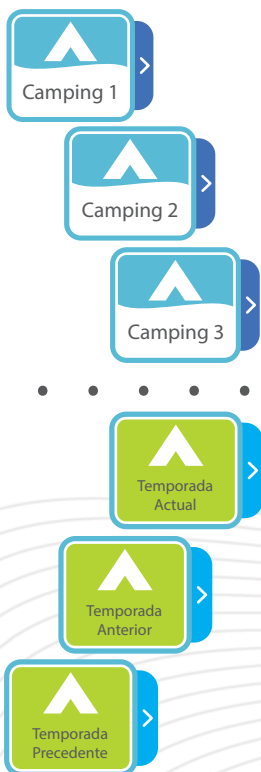 Camping 1
Camping 2
Camping 3
Temporada
Actual
Temporada
Anterior
Temporada
Precedente